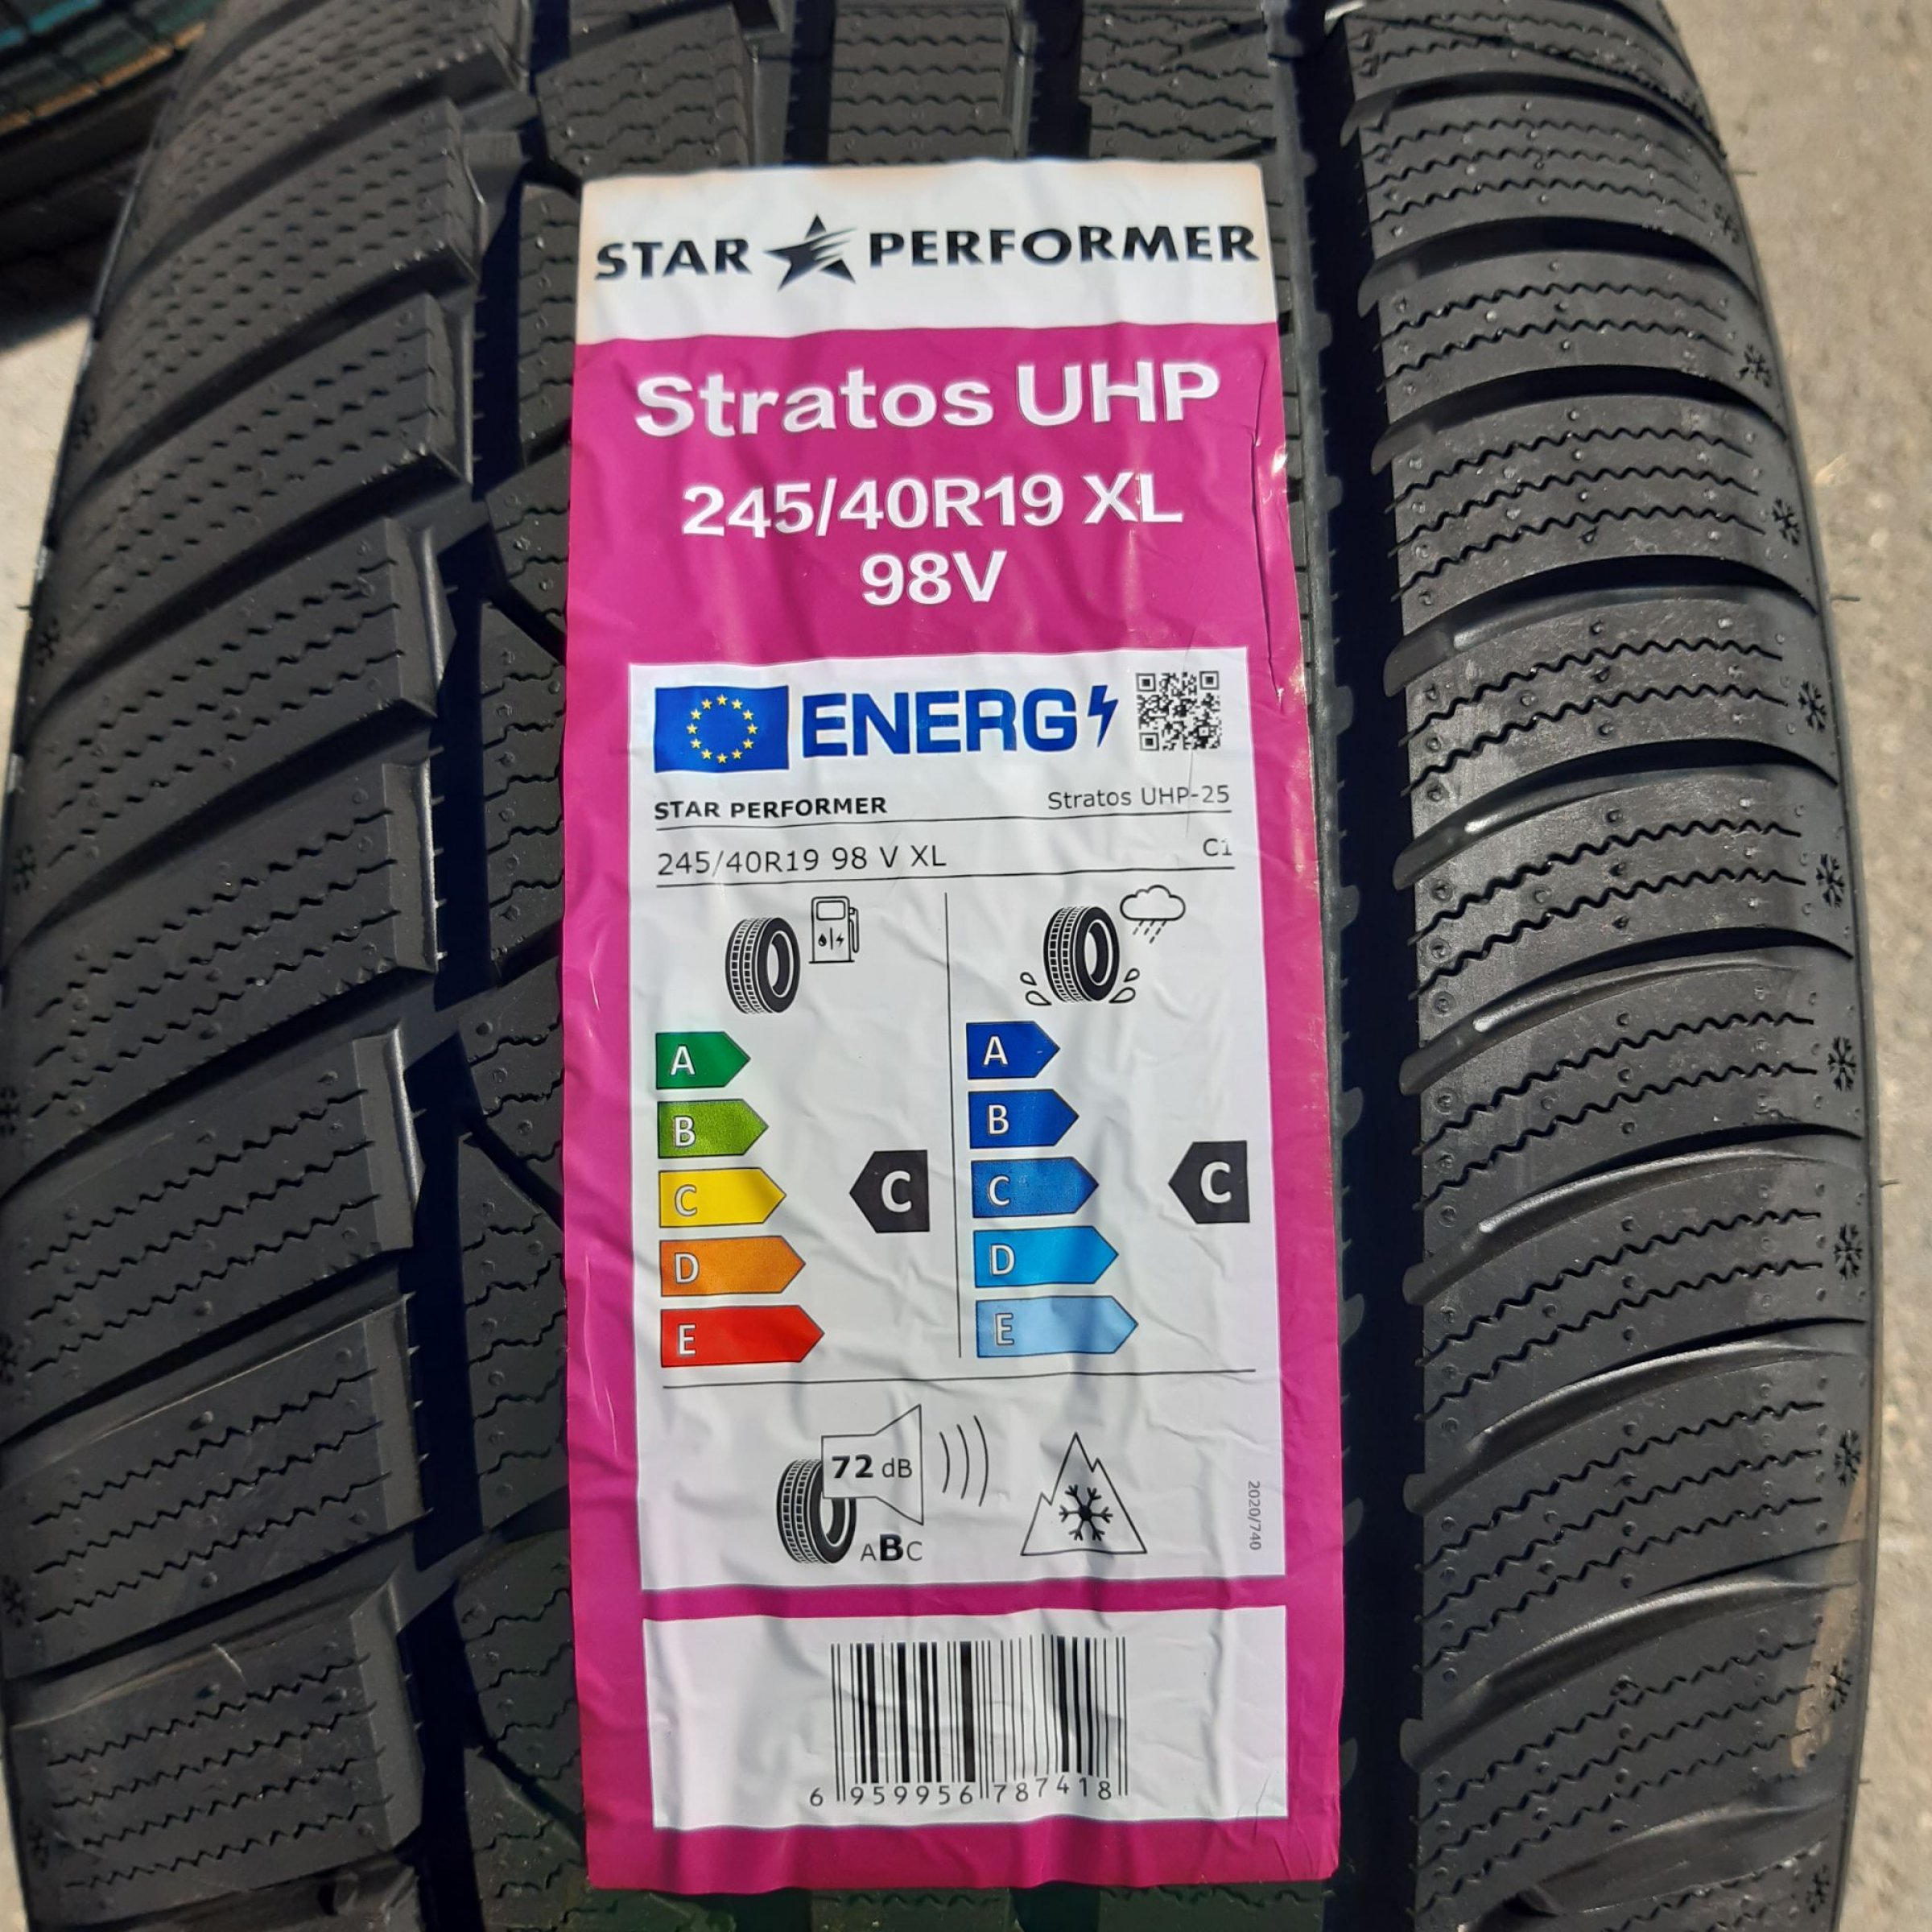 STAR PERFORMER
Stratos UHP
245/40R19 XL
98V
ENERG
STAR PERFORMER Stratos UHP-25
245/40R19 98 V XL C1
A A
B B
C C C C
D D
E E
72 dB
ABC
2020/740
6 959956 787418